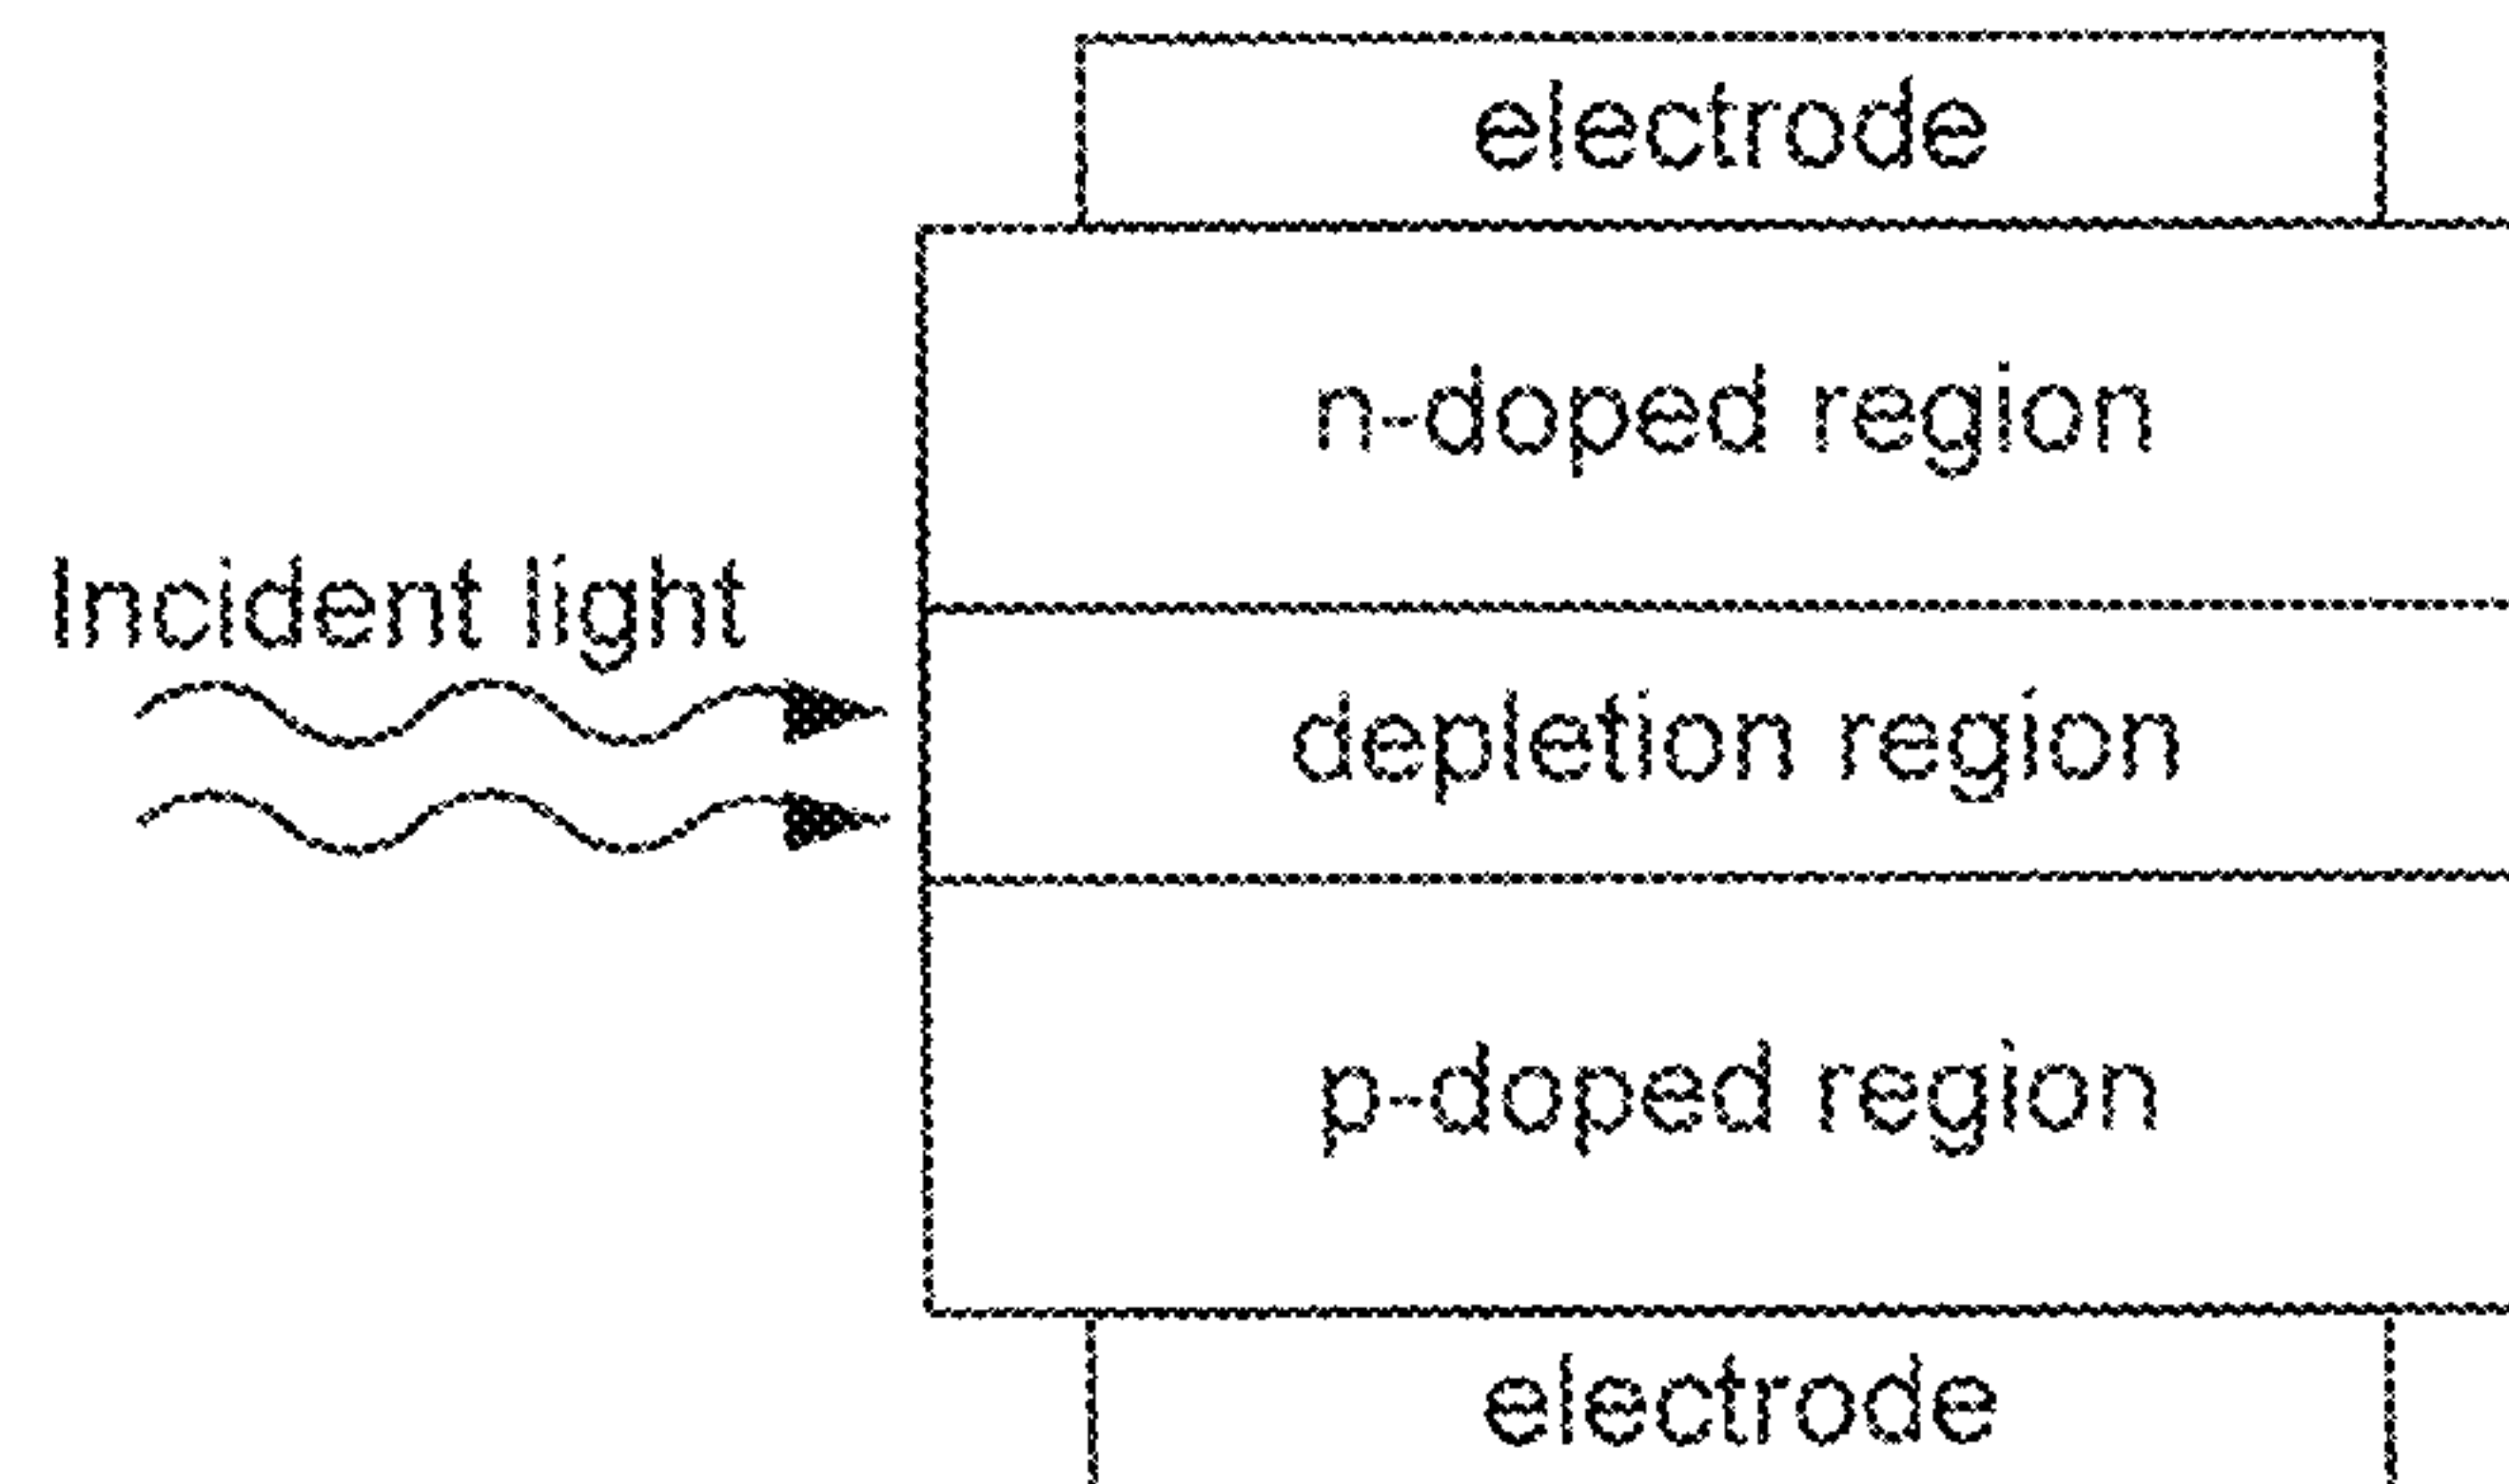 electrode
n-doped region
Incident light
depletion region
p-doped region
electrode